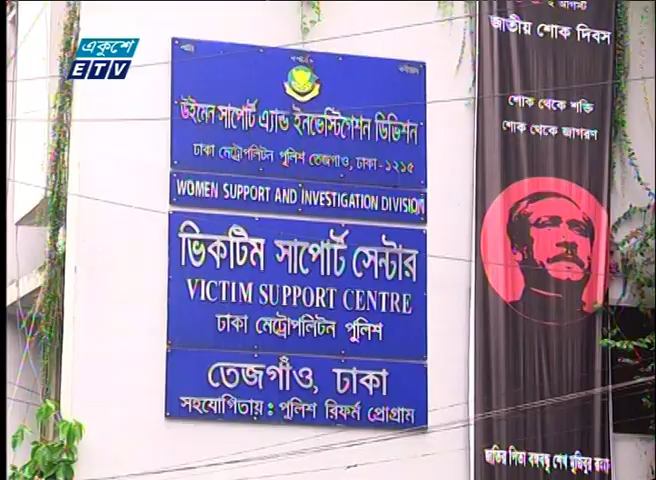 একুশে
ETV
উইমেন সাপোর্ট এ্যান্ড ইনভেস্টিগেশন ডিভিশন
ঢাকা মেট্রোপলিটন পুলিশ তেজগাঁও, ঢাকা-১২১৫
WOMEN SUPPORT AND INVESTIGATION DIVISION
ভিকটিম সাপোর্ট সেন্টার
VICTIM SUPPORT CENTRE
ঢাকা মেট্রোপলিটন পুলিশ
তেজগাঁও, ঢাকা
সহযোগিতায় : পুলিশ রিফর্ম প্রোগ্রাম
আগস্ট
জাতীয় শোক দিবস
শোক থেকে শক্তি
শোক থেকে জাগরণ
জাতির পিতা বঙ্গবন্ধু শেখ মুজিবুর